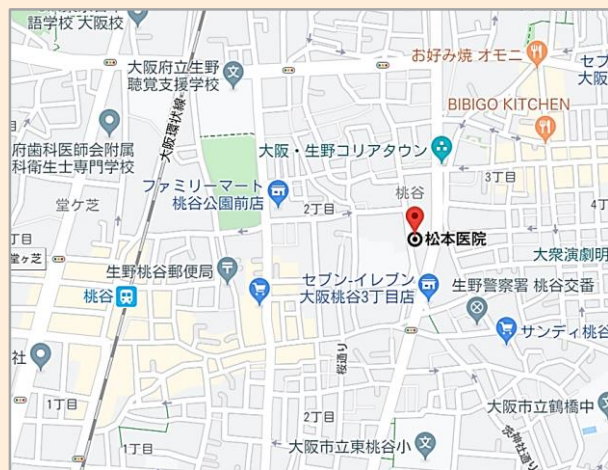 語学校 大阪校
大阪府立生野
聴覚支援学校
大阪環状線
お好み焼 オモニ
セブ
大阪
BIBIGO KITCHEN
府歯科医師会附属
科衛生士専門学校
大阪・生野コリアタウン
3丁目
ファミリーマート
桃谷公園前店
桃谷
堂ケ芝
2丁目
4丁
松本医院
丁目
堂ヶ芝
大衆演劇明
生野桃谷郵便局
セブン-イレブン
大阪桃谷3丁目店
生野警察署 桃谷交番
桃谷
サンディ桃谷
社
桜通り
1丁目
2丁目
大阪市立鶴橋中
1丁目
大阪市立東桃谷小